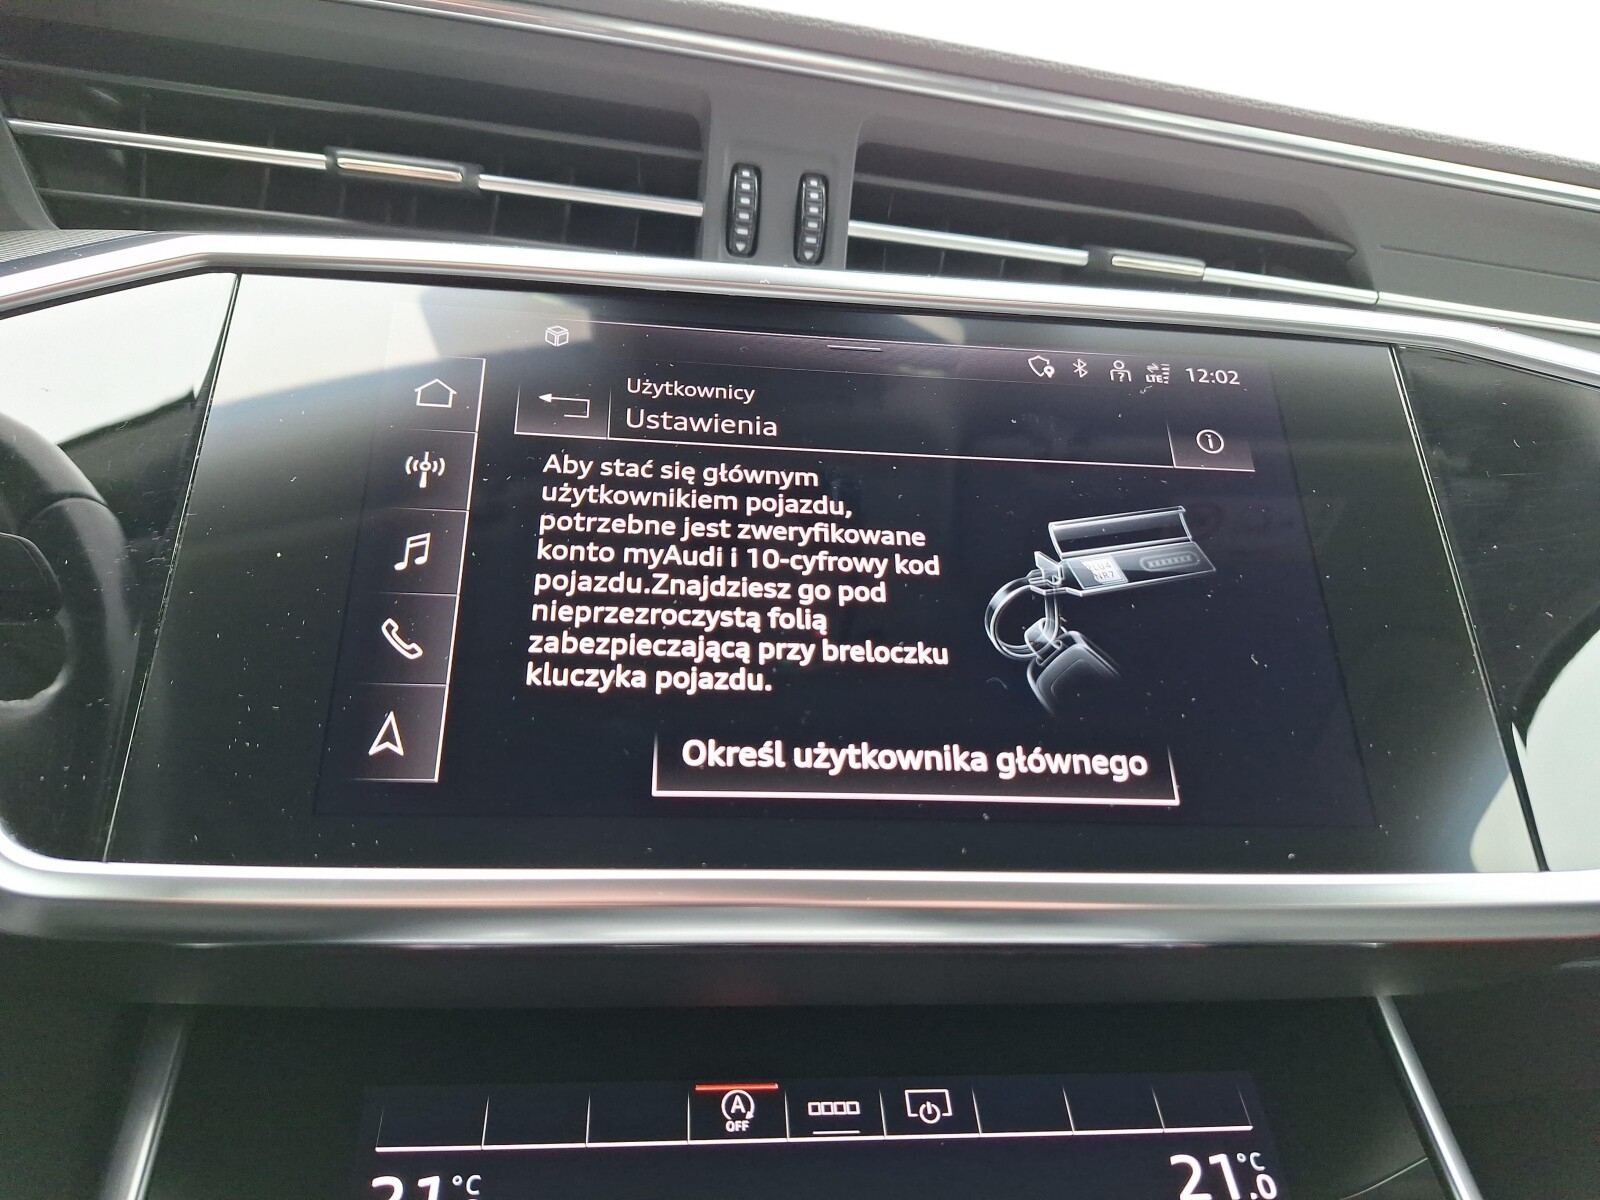 LTE
12:02
Użytkownicy
Ustawienia
Aby stać się głównym
użytkownikiem pojazdu,
potrzebne jest zweryfikowane
konto myAudi i 10-cyfrowy kod
pojazdu.Znajdziesz go pod
nieprzezroczystą folią
zabezpieczającą przy breloczku
kluczyka pojazdu.
Określ użytkownika głównego
A
OFF
21 °C
21.0 °C